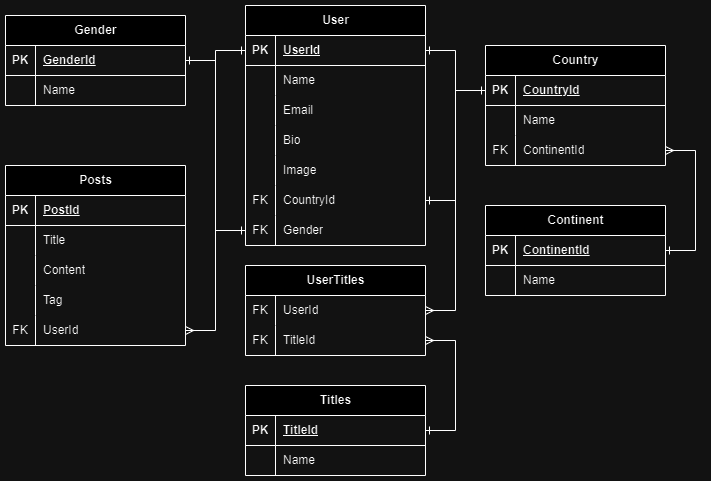 Gender
PK GenderId
Name
User
PK UserId
Name
Email
Bio
Image
FK CountryId
FK Gender
Country
PK CountryId
Name
FK ContinentId
Posts
PK PostId
Title
Content
Tag
FK UserId
Continent
PK ContinentId
Name
UserTitles
FK UserId
FK TitleId
Titles
PK TitleId
Name